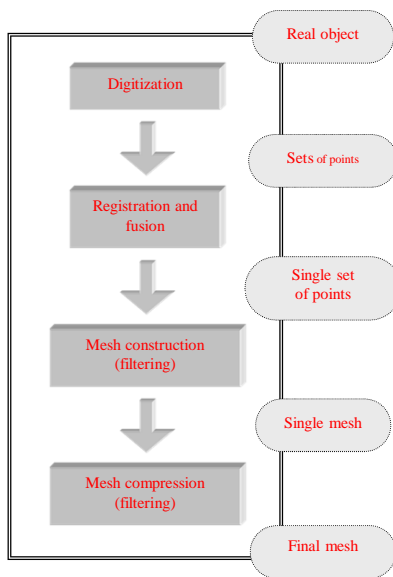 Real object
Digitization
Sets of points
Registration and
fusion
Single set
of points
Mesh construction
(filtering)
Single mesh
Mesh compression
(filtering)
Final mesh